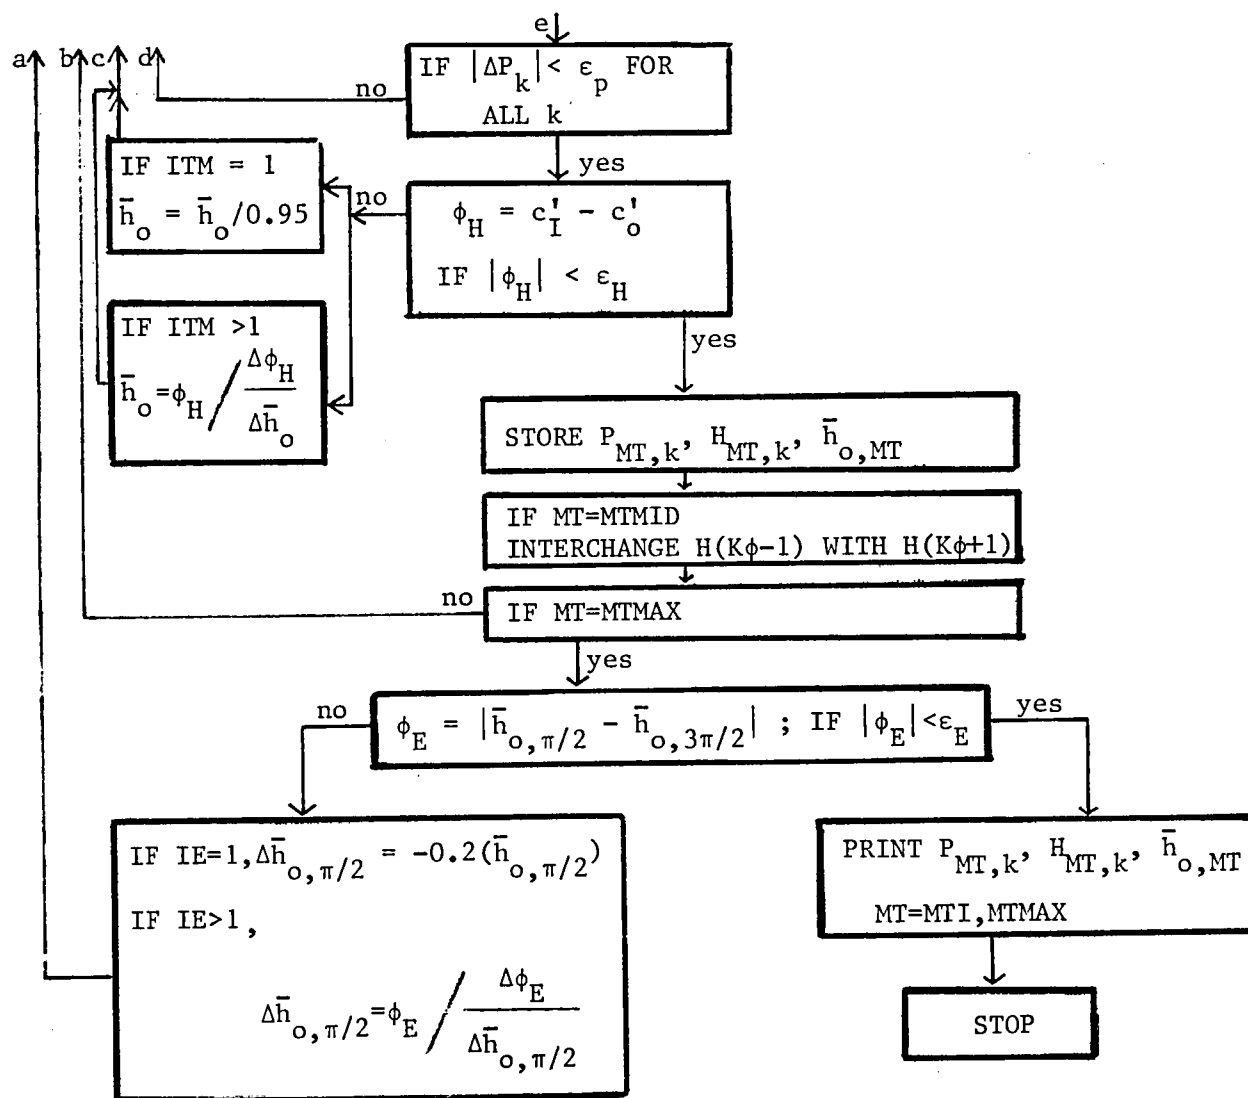 e
a b c d
IF |ΔP_k| < ε_p FOR
ALL k
no
yes
IF ITM = 1
h̄_o = h̄_o/0.95
no
ϕ_H = c'_I - c'_o
IF |ϕ_H| < ε_H
yes
IF ITM >1
h̄_o=ϕ_H / Δϕ_H/Δh̄_o
STORE P_MT,k, H_MT,k, h̄_o,MT
IF MT=MTMID
INTERCHANGE H(Kϕ-1) WITH H(Kϕ+1)
no
IF MT=MTMAX
yes
no
ϕ_E = |h̄_o,π/2 - h̄_o,3π/2| ; IF |ϕ_E|<ε_E
yes
IF IE=1,Δh̄_o,π/2 = -0.2(h̄_o,π/2)
IF IE>1,
Δh̄_o,π/2=ϕ_E / Δϕ_E/Δh̄_o,π/2
PRINT P_MT,k, H_MT,k, h̄_o,MT
MT=MTI,MTMAX
STOP